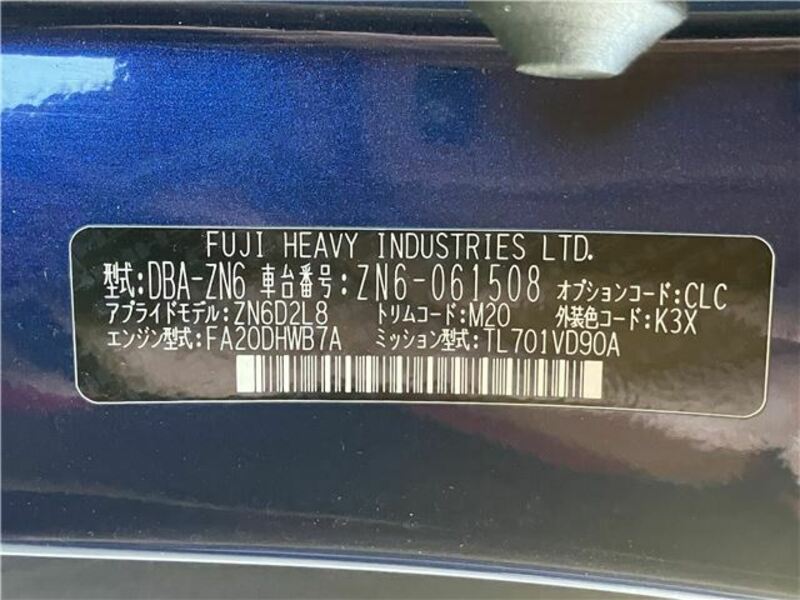 FUJI HEAVY INDUSTRIES LTD.
型式:DBA-ZN6 車台番号:ZN6-061508 オプションコード:CLC
アプライドモデル:ZN6D2L8 トリムコード:M20 外装色コード:K3X
エンジン型式:FA20DHWB7A ミッション型式:TL701VD90A